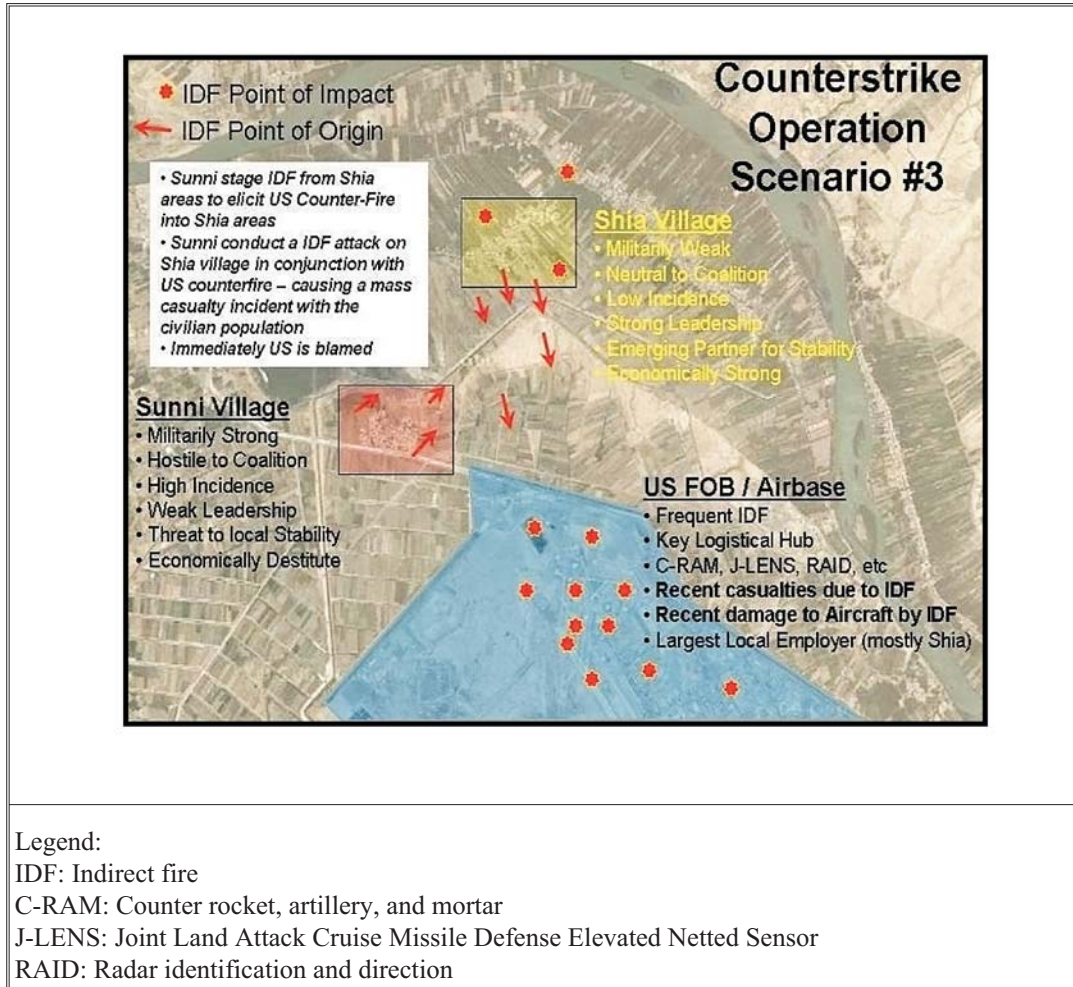 IDF Point of Impact
IDF Point of Origin
Counterstrike
Operation
Scenario #3
• Sunni stage IDF from Shia
areas to elicit US Counter-Fire
into Shia areas
• Sunni conduct a IDF attack on
Shia village in conjunction with
US counterfire – causing a mass
casualty incident with the
civilian population
• Immediately US is blamed
Shia Village
• Militarily Weak
• Neutral to Coalition
• Low Incidence
• Strong Leadership
• Emerging Partner for Stability
• Economically Strong
Sunni Village
• Militarily Strong
• Hostile to Coalition
• High Incidence
• Weak Leadership
• Threat to local Stability
• Economically Destitute
US FOB / Airbase
• Frequent IDF
• Key Logistical Hub
• C-RAM, J-LENS, RAID, etc
• Recent casualties due to IDF
• Recent damage to Aircraft by IDF
• Largest Local Employer (mostly Shia)
Legend:
IDF: Indirect fire
C-RAM: Counter rocket, artillery, and mortar
J-LENS: Joint Land Attack Cruise Missile Defense Elevated Netted Sensor
RAID: Radar identification and direction